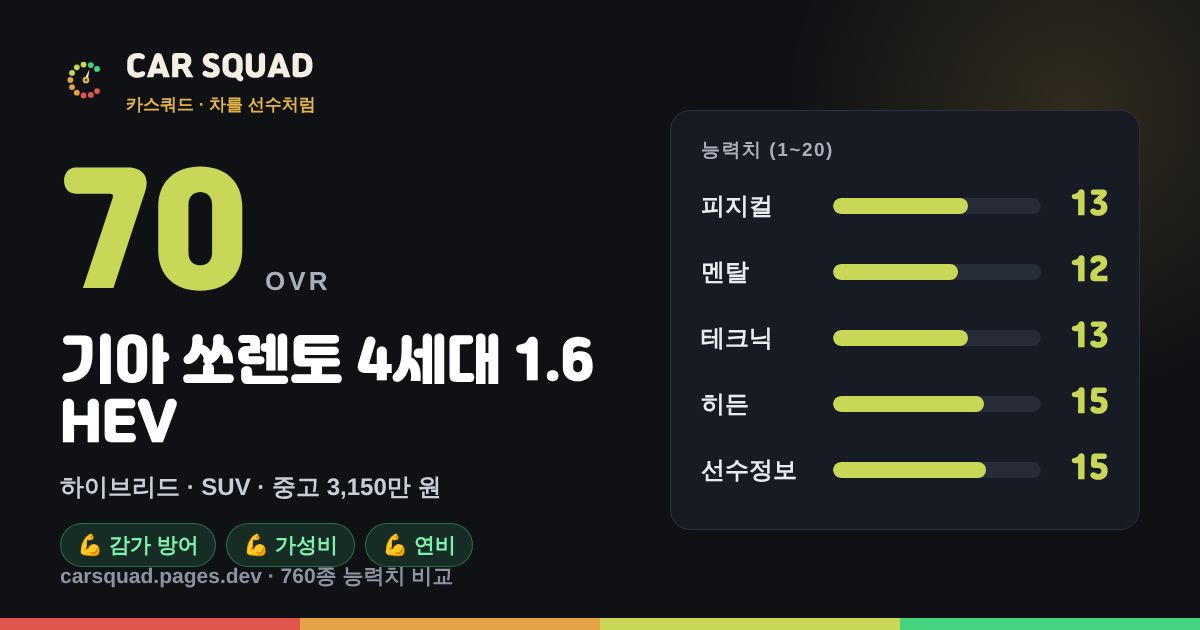 CAR SQUAD
카스쿼드 · 차를 선수처럼
70 OVR
기아 쏘렌토 4세대 1.6
HEV
하이브리드 · SUV · 중고 3,150만 원
💪 감가 방어 💪 가성비 💪 연비
carsquad.pages.dev · 760종 능력치 비교
능력치 (1~20)
피지컬 13
멘탈 12
테크닉 13
히든 15
선수정보 15